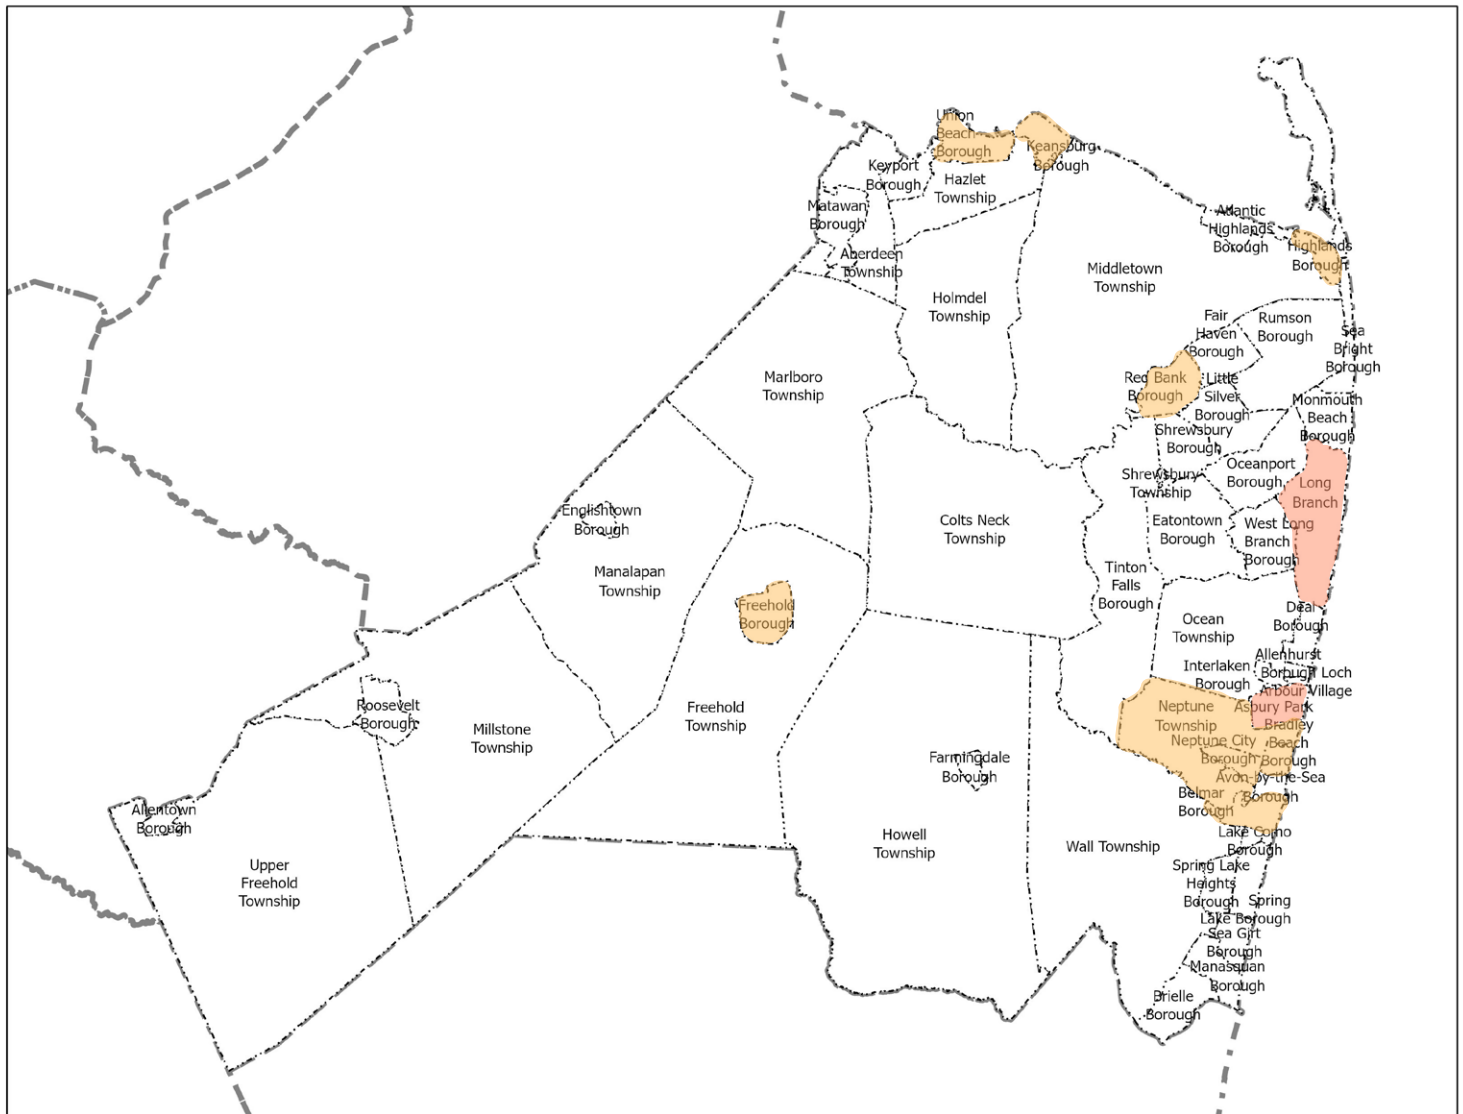 Union
Beach
Borough
Keansburg
Borough
Keyport
Borough
Hazlet
Township
Matawan
Borough
Atlantic
Highlands
Borough
Highlands
Borough
Aberdeen
Township
Middletown
Township
Holmdel
Township
Fair
Haven
Borough
Rumson
Borough
Sea
Bright
Borough
Marlboro
Township
Red Bank
Borough
Little
Silver
Borough
Monmouth
Beach
Borough
Shrewsbury
Borough
Oceanport
Borough
Shrewsbury
Township
Long
Branch
Englishtown
Borough
Colts Neck
Township
Eatontown
Borough
West Long
Branch
Borough
Manalapan
Township
Tinton
Falls
Borough
Freehold
Borough
Deal
Borough
Ocean
Township
Allenhurst
Borough
Loch
Arbour Village
Interlaken
Borough
Roosevelt
Borough
Millstone
Township
Freehold
Township
Neptune
Township
Asbury Park
Bradley
Beach
Borough
Neptune City
Borough
Farmingdale
Borough
Avon-by-the-Sea
Borough
Belmar
Borough
Allentown
Borough
Howell
Township
Wall Township
Lake Como
Borough
Upper
Freehold
Township
Spring Lake
Heights
Borough
Spring
Lake Borough
Sea Girt
Borough
Manasquan
Borough
Brielle
Borough